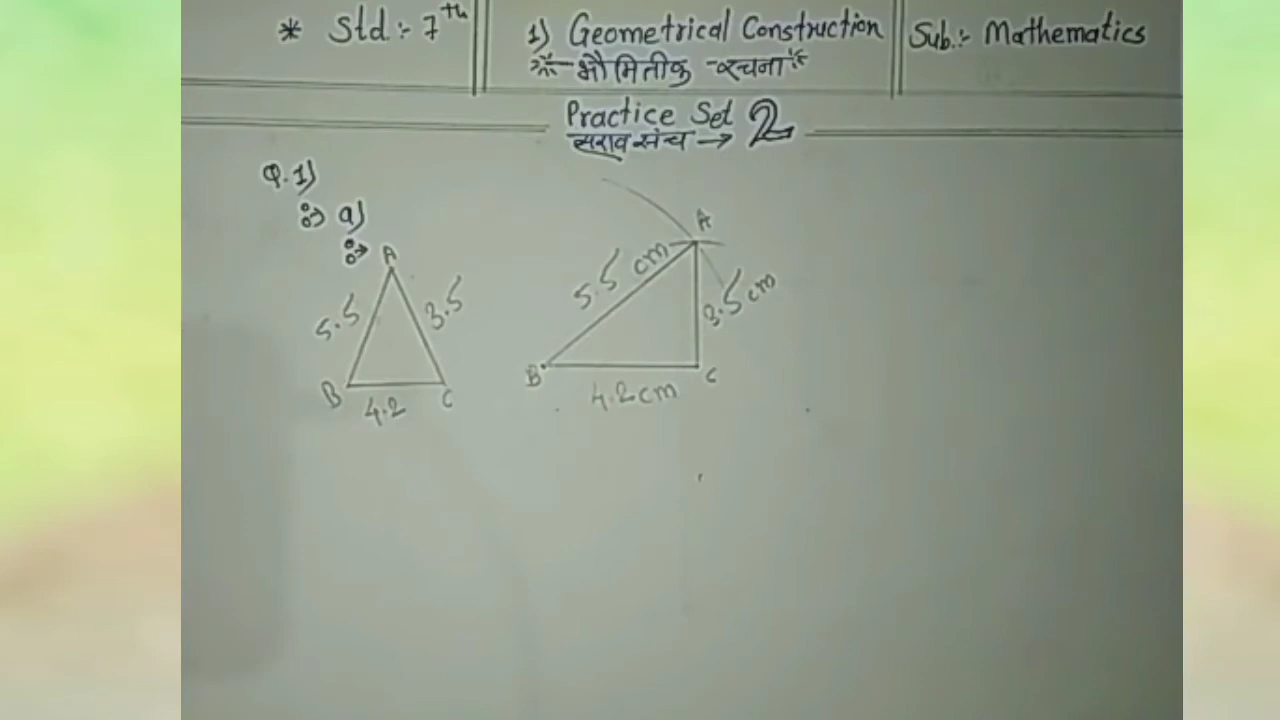 * Std :- 7th
1) Geometrical Construction
* भौमितीक रचना *
Sub. :- Mathematics
Practice Set 2
सराव संच →
Q.1)
a)
A
5.5 3.5
B C
4.2
A
5.5 cm
3.5 cm
B C
4.2 cm